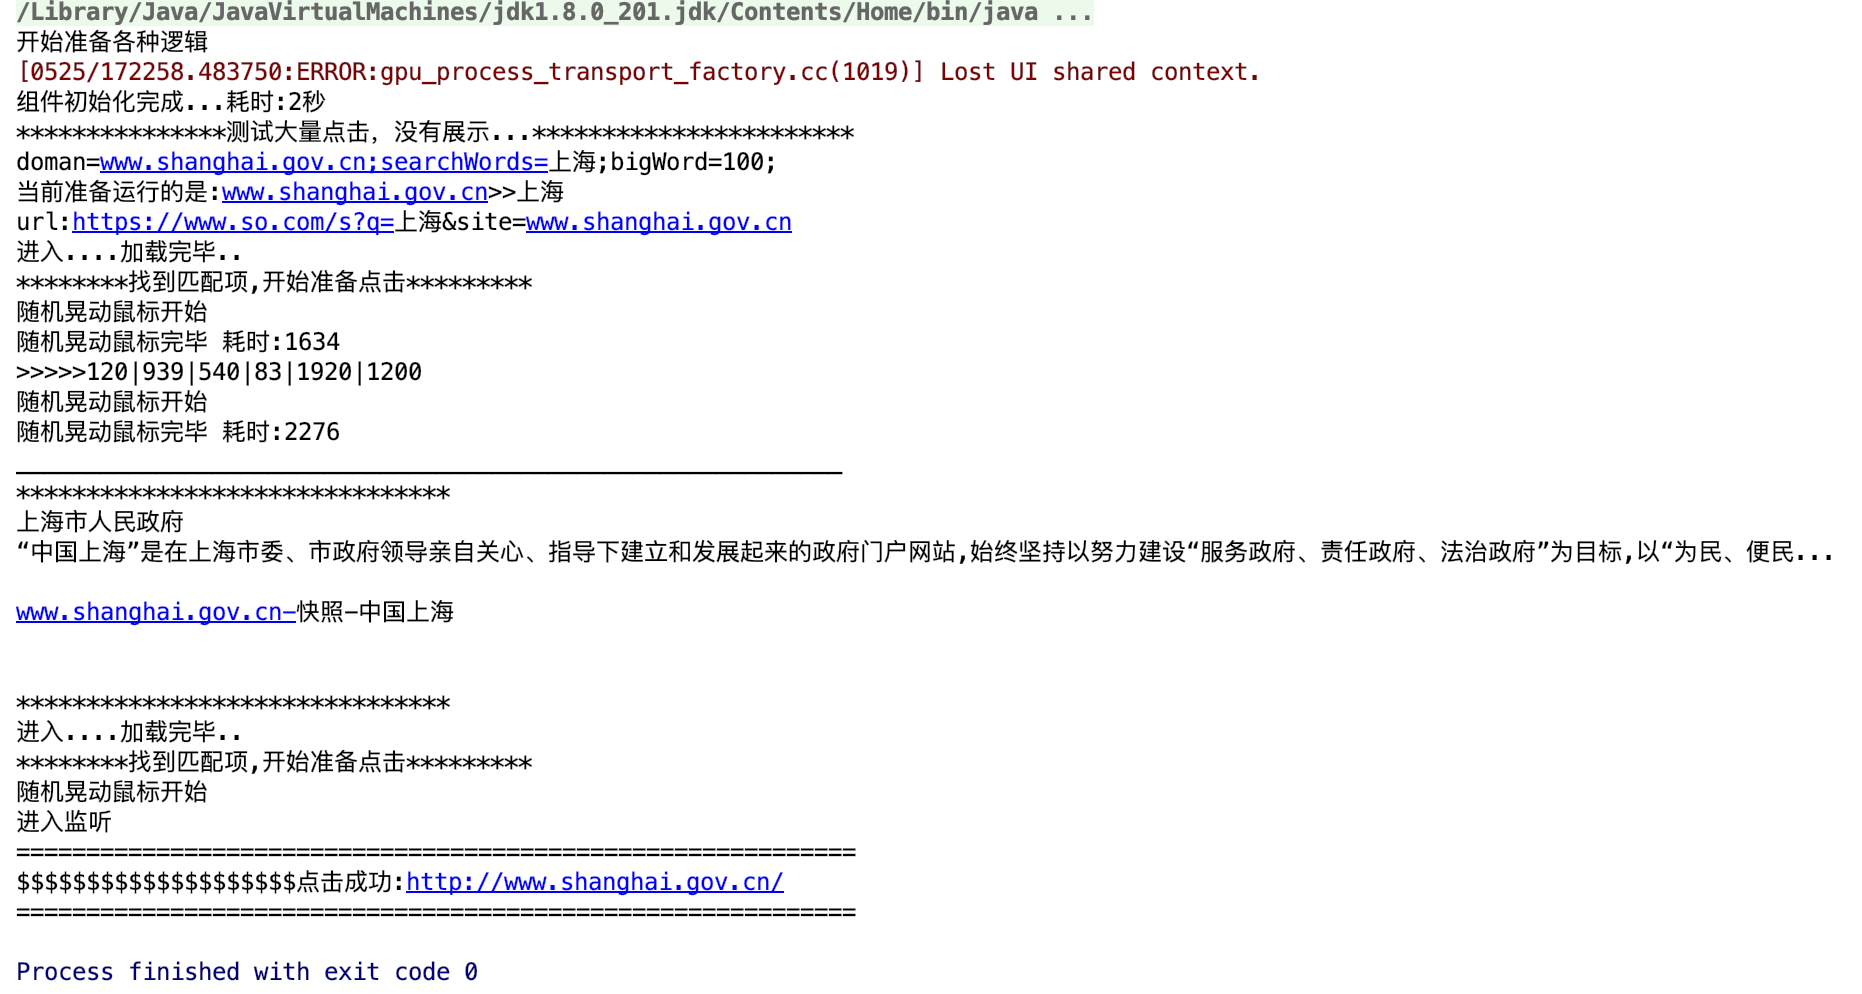 /Library/Java/JavaVirtualMachines/jdk1.8.0_201.jdk/Contents/Home/bin/java ...
开始准备各种逻辑
[0525/172258.483750:ERROR:gpu_process_transport_factory.cc(1019)] Lost UI shared context.
组件初始化完成...耗时:2秒
***************测试大量点击，没有展示...***********************
doman=www.shanghai.gov.cn;searchWords=上海;bigWord=100;
当前准备运行的是:www.shanghai.gov.cn>>上海
url:https://www.so.com/s?q=上海&site=www.shanghai.gov.cn
进入....加载完毕..
********找到匹配项,开始准备点击*********
随机晃动鼠标开始
随机晃动鼠标完毕 耗时:1634
>>>>>120|939|540|83|1920|1200
随机晃动鼠标开始
随机晃动鼠标完毕 耗时:2276
___________________________________________________________
*******************************
上海市人民政府
“中国上海”是在上海市委、市政府领导亲自关心、指导下建立和发展起来的政府门户网站,始终坚持以努力建设“服务政府、责任政府、法治政府”为目标,以“为民、便民...
www.shanghai.gov.cn-快照-中国上海
*******************************
进入....加载完毕..
********找到匹配项,开始准备点击*********
随机晃动鼠标开始
进入监听
============================================================
$$$$$$$$$$$$$$$$$$$$点击成功:http://www.shanghai.gov.cn/
============================================================
Process finished with exit code 0